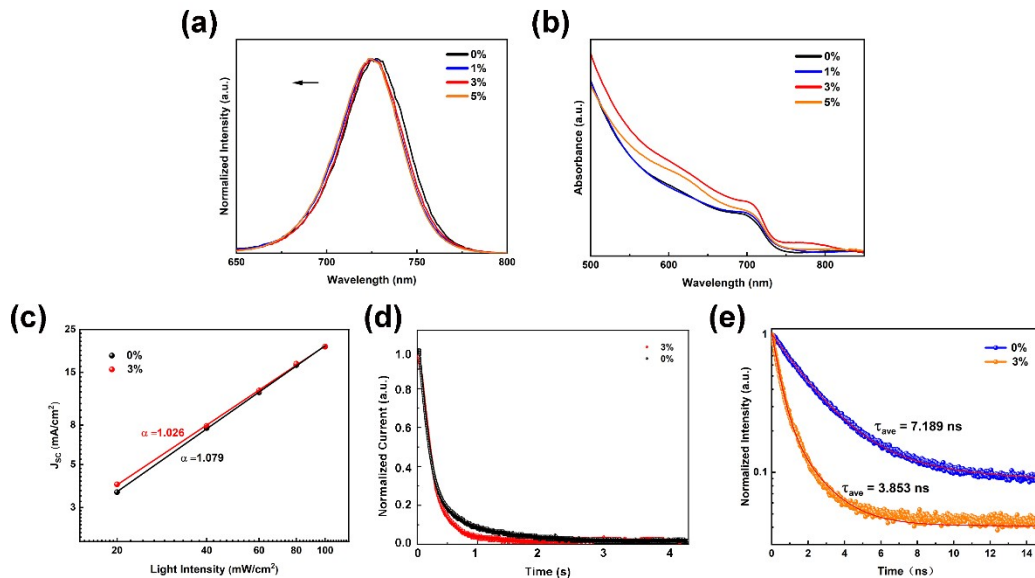 (a)
0%
1%
3%
5%
Normalized Intensity (a.u.)
650
700
750
800
Wavelength (nm)
(b)
0%
1%
3%
5%
Absorbance (a.u.)
500
600
700
800
Wavelength (nm)
(c)
25
15
8
5
3
0%
3%
α =1.026
α =1.079
J_SC (mA/cm²)
20
40
60
80
100
Light Intensity (mW/cm²)
(d)
1.0
0.8
0.6
0.4
0.2
0.0
3%
0%
Normalized Current (a.u.)
0
1
2
3
4
Time (s)
(e)
1
0.1
0%
3%
τ_ave = 7.189 ns
τ_ave = 3.853 ns
Normalized Intensity (a.u.)
0
2
4
6
8
10
12
14
Time（ns）